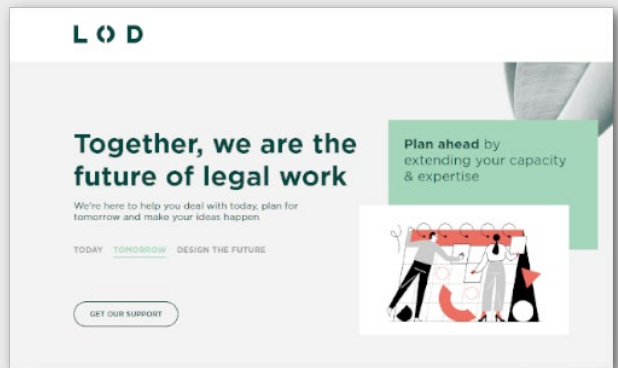 LOD
Together, we are the
future of legal work
We're here to help you deal with today, plan for
tomorrow and make your ideas happen
TODAY TOMORROW DESIGN THE FUTURE
GET OUR SUPPORT
Plan ahead by
extending your capacity
& expertise